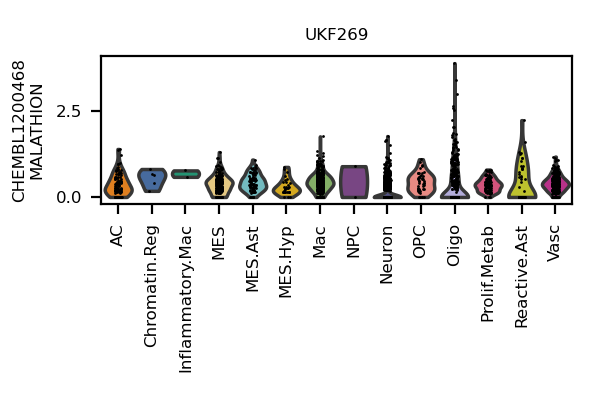 UKF269
CHEMBL1200468
MALATHION
2.5
0.0
AC
Chromatin.Reg
Inflammatory.Mac
MES
MES.Ast
MES.Hyp
Mac
NPC
Neuron
OPC
Oligo
Prolif.Metab
Reactive.Ast
Vasc